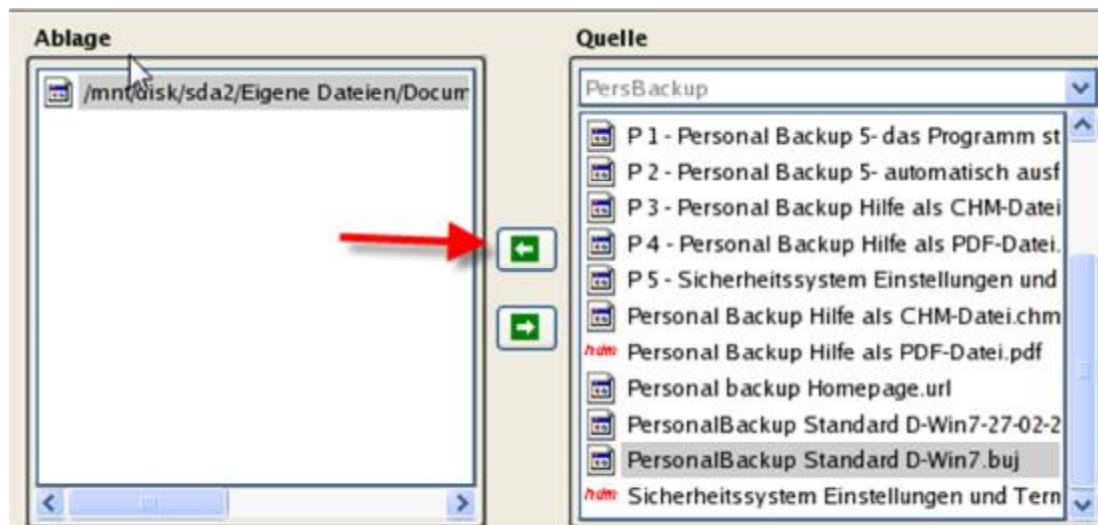 Ablage
/mnt/disk/sda2/Eigene Dateien/Docum
Quelle
PersBackup
P 1 - Personal Backup 5- das Programm st
P 2 - Personal Backup 5- automatisch ausf
P 3 - Personal Backup Hilfe als CHM-Datei
P 4 - Personal Backup Hilfe als PDF-Datei.
P 5 - Sicherheitssystem Einstellungen und
Personal Backup Hilfe als CHM-Datei.chm
Personal Backup Hilfe als PDF-Datei.pdf
Personal backup Homepage.url
PersonalBackup Standard D-Win7-27-02-2
PersonalBackup Standard D-Win7.buj
Sicherheitssystem Einstellungen und Tern